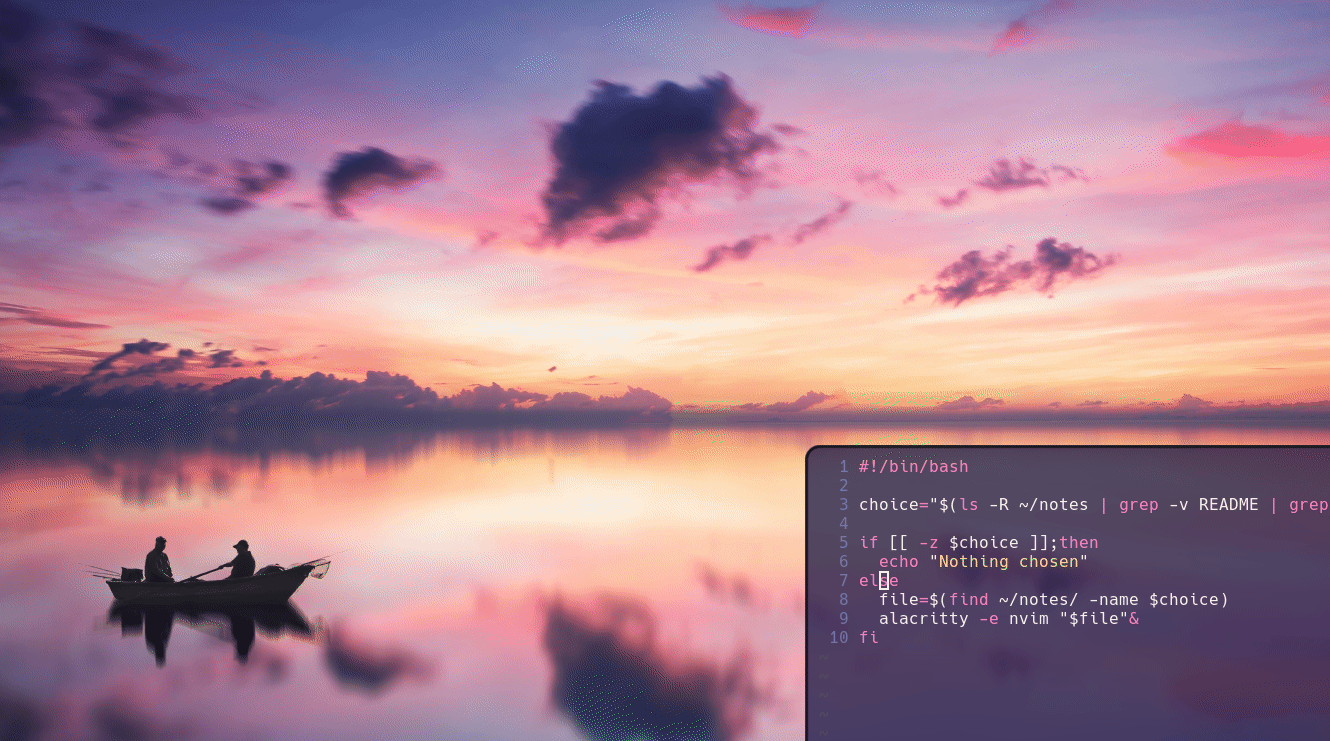 1 #!/bin/bash
2
3 choice="$(ls -R ~/notes | grep -v README | grep
4
5 if [[ -z $choice ]];then
6   echo "Nothing chosen"
7 else
8   file=$(find ~/notes/ -name $choice)
9   alacritty -e nvim "$file"&
10 fi
~
~
~
~